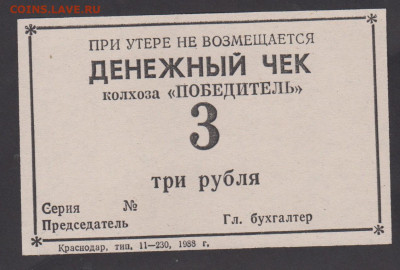 COINS.LAVE.RU
ПРИ УТЕРЕ НЕ ВОЗМЕЩАЕТСЯ
ДЕНЕЖНЫЙ ЧЕК
колхоза «ПОБЕДИТЕЛЬ»
3
три рубля
Серия №
Председатель Гл. бухгалтер
Краснодар, тип. 11—230, 1988 г.